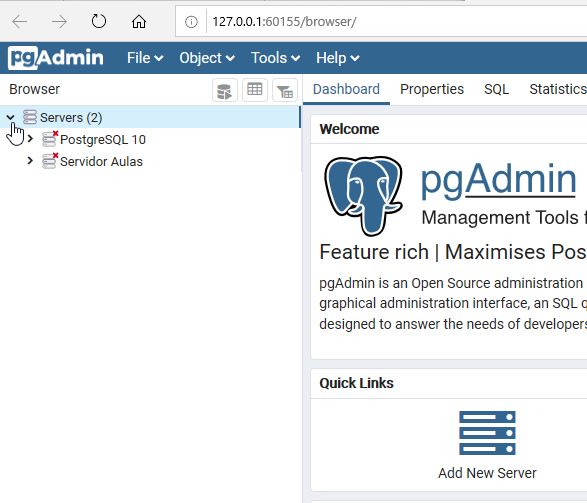 127.0.0.1:60155/browser/
pgAdmin File Object Tools Help
Browser
Dashboard Properties SQL Statistics
Servers (2)
PostgreSQL 10
Servidor Aulas
Welcome
pgAdmin
Management Tools f
Feature rich | Maximises Pos
pgAdmin is an Open Source administration
graphical administration interface, an SQL q
designed to answer the needs of developers
Quick Links
Add New Server